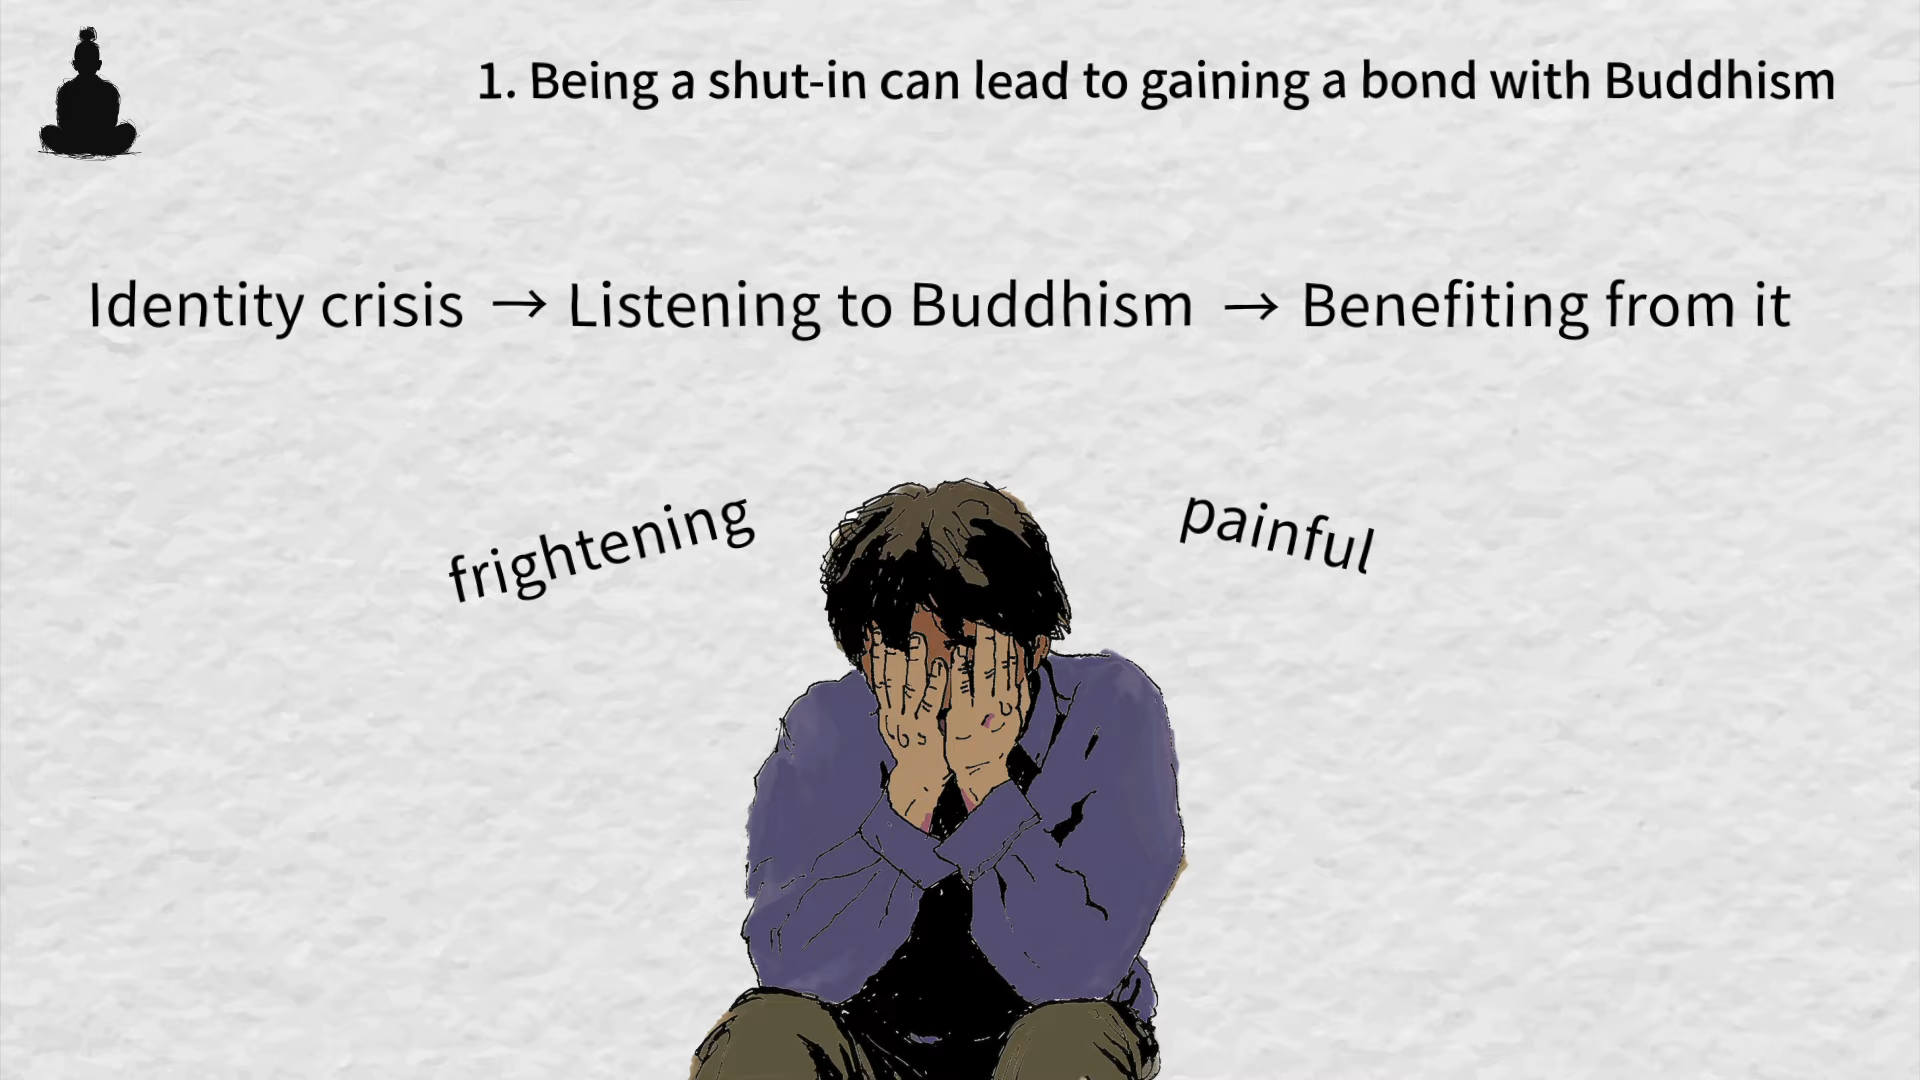 1. Being a shut-in can lead to gaining a bond with Buddhism
Identity crisis → Listening to Buddhism → Benefiting from it
frightening
painful